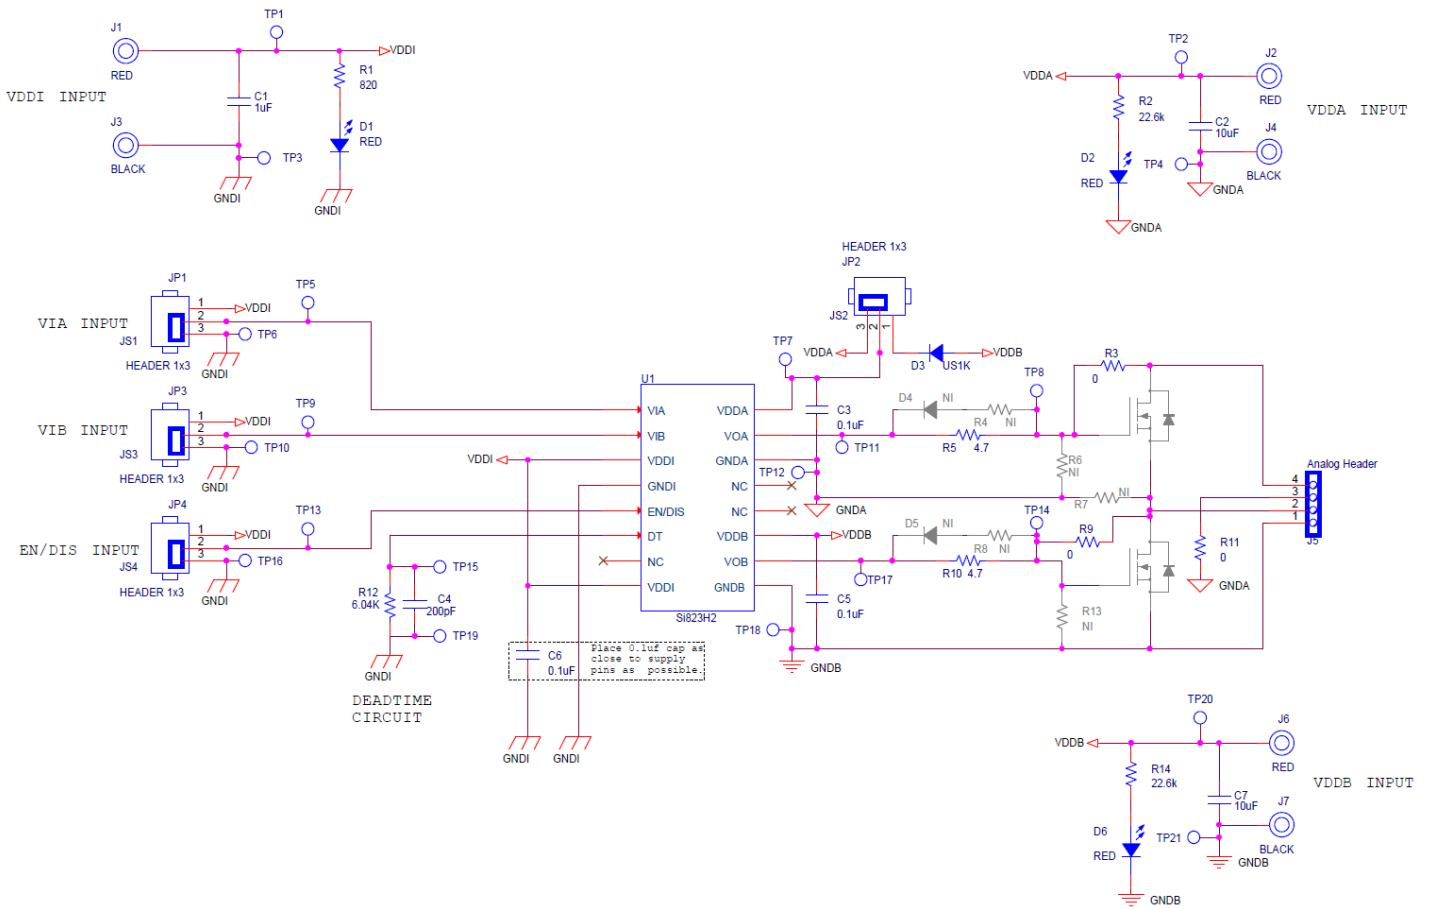 TP1
J1
VDDI
RED
R1
820
VDDI INPUT
C1
1uF
J3
D1
RED
BLACK
TP3
GNDI
GNDI
TP2
J2
VDDA
RED
R2
22.6k
VDDA INPUT
C2
10uF
J4
D2
RED
TP4
BLACK
GNDA
GNDA
JP1
TP5
1
VDDI
VIA INPUT
2
3
TP6
JS1
HEADER 1x3
GNDI
JP3
TP9
1
VDDI
VIB INPUT
2
3
TP10
JS3
HEADER 1x3
GNDI
JP4
TP13
1
VDDI
EN/DIS INPUT
2
3
TP16
JS4
HEADER 1x3
GNDI
HEADER 1x3
JP2
JS2
3
2
1
TP7
VDDA
VDDB
D3
US1K
U1
VIA
VIB
VDDI
GNDI
EN/DIS
DT
NC
VDDI
VDDA
VOA
GNDA
NC
NC
VDDB
VOB
GNDB
Si823H2
VDDI
C3
0.1uF
TP11
TP12
GNDA
D4
NI
R4
NI
R5
4.7
TP8
R3
0
R6
NI
R7
NI
VDDB
D5
NI
R8
NI
R10
4.7
TP14
R9
0
TP17
C5
0.1uF
TP18
GNDB
R13
NI
Analog Header
4
3
2
1
J5
R11
0
GNDA
TP15
R12
6.04K
C4
200pF
TP19
GNDI
DEADTIME
CIRCUIT
C6
0.1uF
Place 0.1uf cap as
close to supply
pins as possible.
GNDI
GNDI
TP20
J6
VDDB
RED
R14
22.6k
VDDB INPUT
C7
10uF
J7
D6
RED
TP21
BLACK
GNDB
GNDB